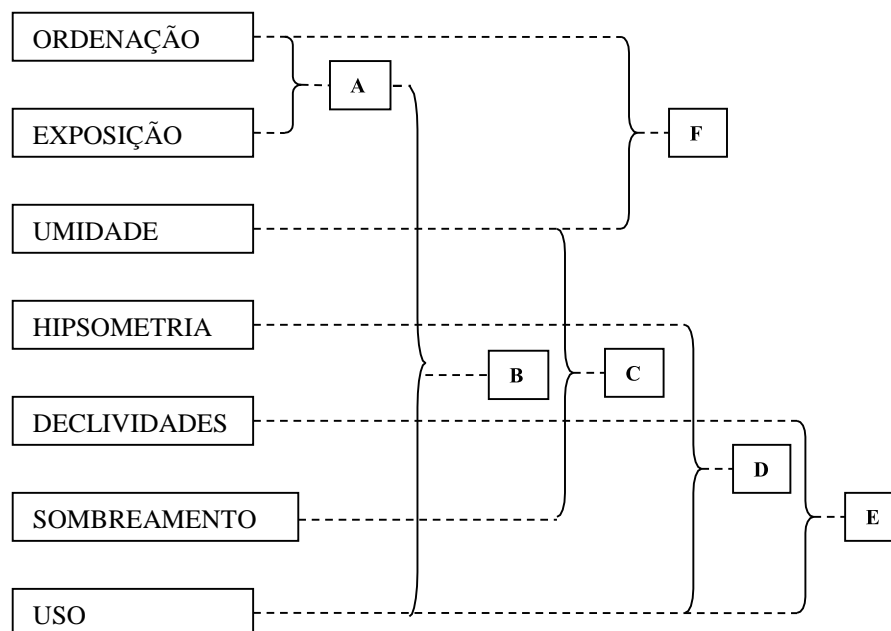 ORDENAÇÃO
A
EXPOSIÇÃO
F
UMIDADE
HIPSOMETRIA
B
C
DECLIVIDADES
D
SOMBREAMENTO
E
USO